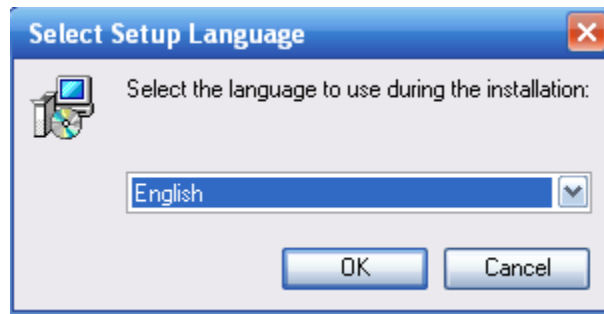 Select Setup Language
Select the language to use during the installation:
English
OK
Cancel